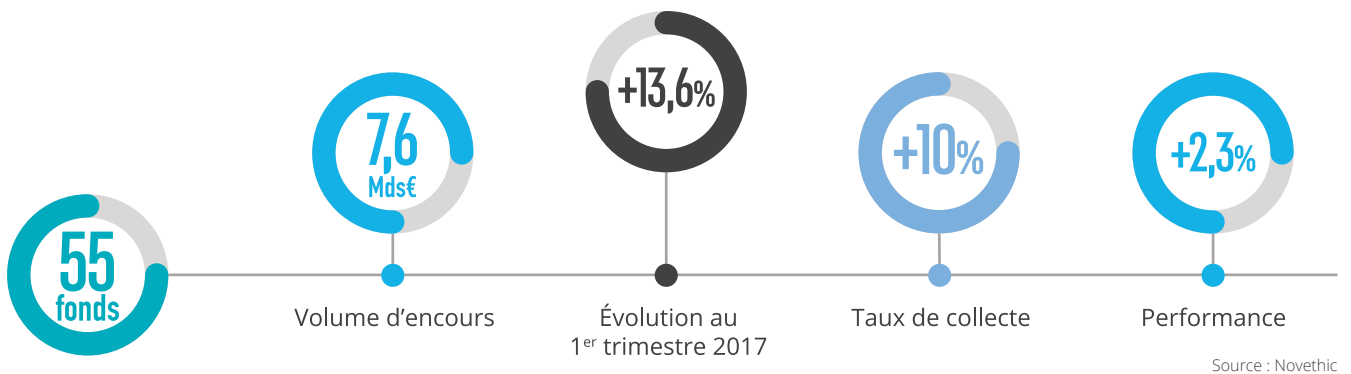 55
fonds
7,6
Mds€
Volume d’encours
+13,6%
Évolution au
1er trimestre 2017
+10%
Taux de collecte
+2,3%
Performance
Source : Novethic